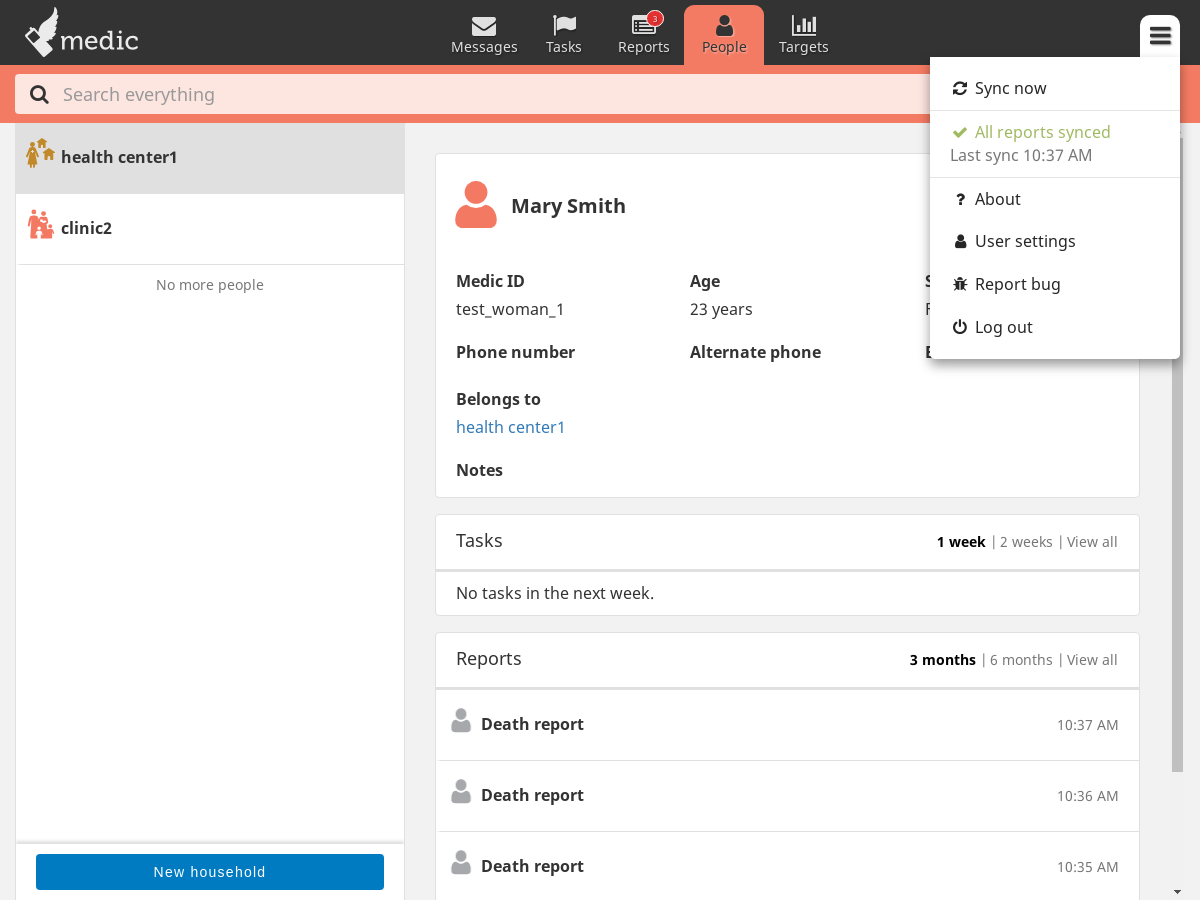 medic
Messages
Tasks
3
Reports
People
Targets
Search everything
Sync now
All reports synced
Last sync 10:37 AM
? About
User settings
Report bug
Log out
health center1
clinic2
No more people
New household
Mary Smith
Medic ID Age
test_woman_1 23 years
Phone number Alternate phone
Belongs to
health center1
Notes
Tasks 1 week | 2 weeks | View all
No tasks in the next week.
Reports 3 months | 6 months | View all
Death report 10:37 AM
Death report 10:36 AM
Death report 10:35 AM